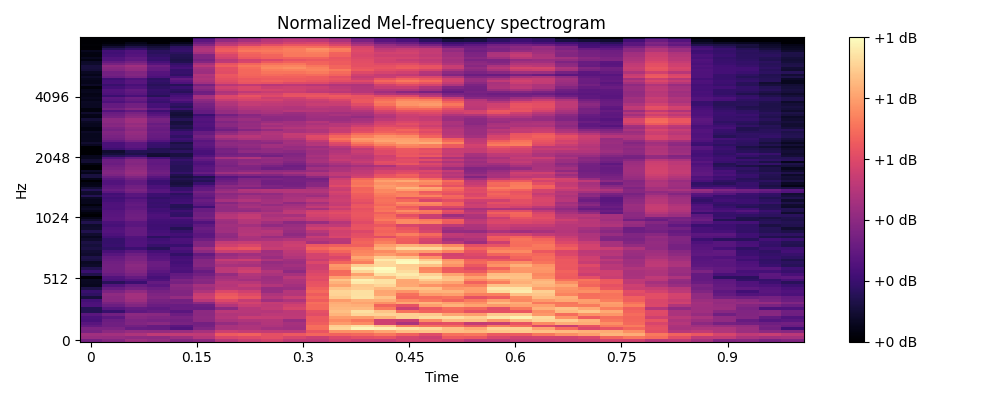 Normalized Mel-frequency spectrogram
Hz
4096
2048
1024
512
0
0 0.15 0.3 0.45 0.6 0.75 0.9
Time
+1 dB
+1 dB
+1 dB
+0 dB
+0 dB
+0 dB